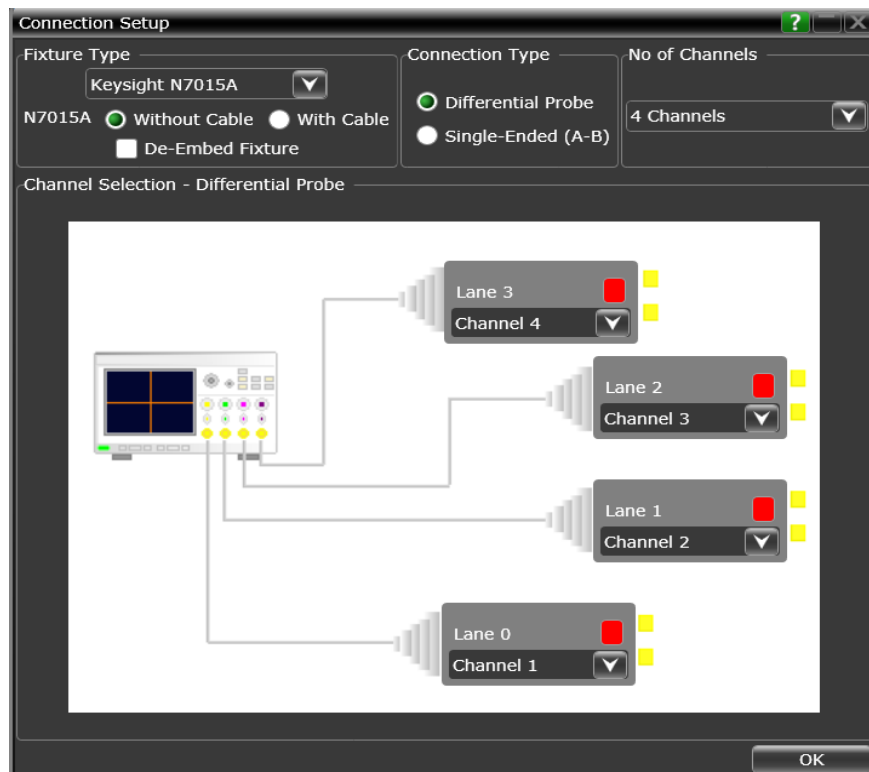 Connection Setup
?
Fixture Type
Keysight N7015A
N7015A Without Cable With Cable
De-Embed Fixture
Connection Type
Differential Probe
Single-Ended (A-B)
No of Channels
4 Channels
Channel Selection - Differential Probe
Lane 3
Channel 4
Lane 2
Channel 3
Lane 1
Channel 2
Lane 0
Channel 1
OK